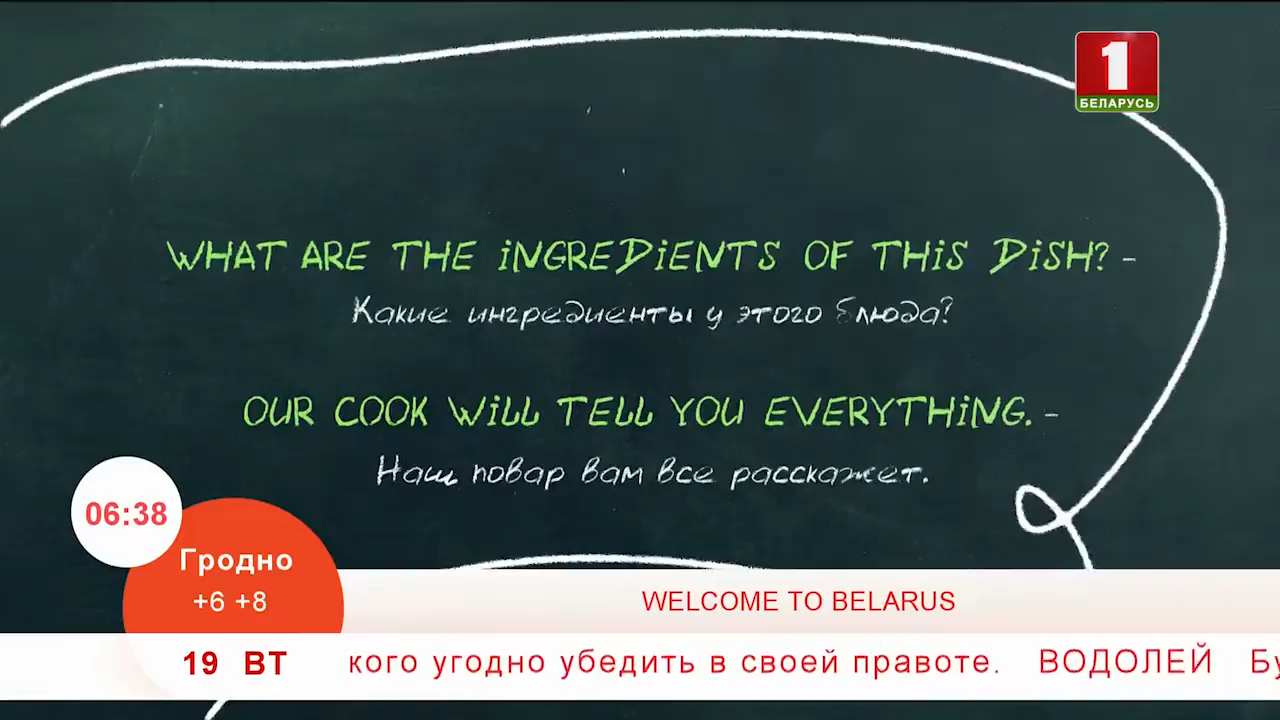 1
БЕЛАРУСЬ
WHAT ARE THE INGREDIENTS OF THIS DISH? –
Какие ингредиенты у этого блюда?
OUR COOK WILL TELL YOU EVERYTHING. –
Наш повар вам все расскажет.
06:38
Гродно
+6 +8
WELCOME TO BELARUS
19 ВТ
кого угодно убедить в своей правоте. ВОДОЛЕЙ